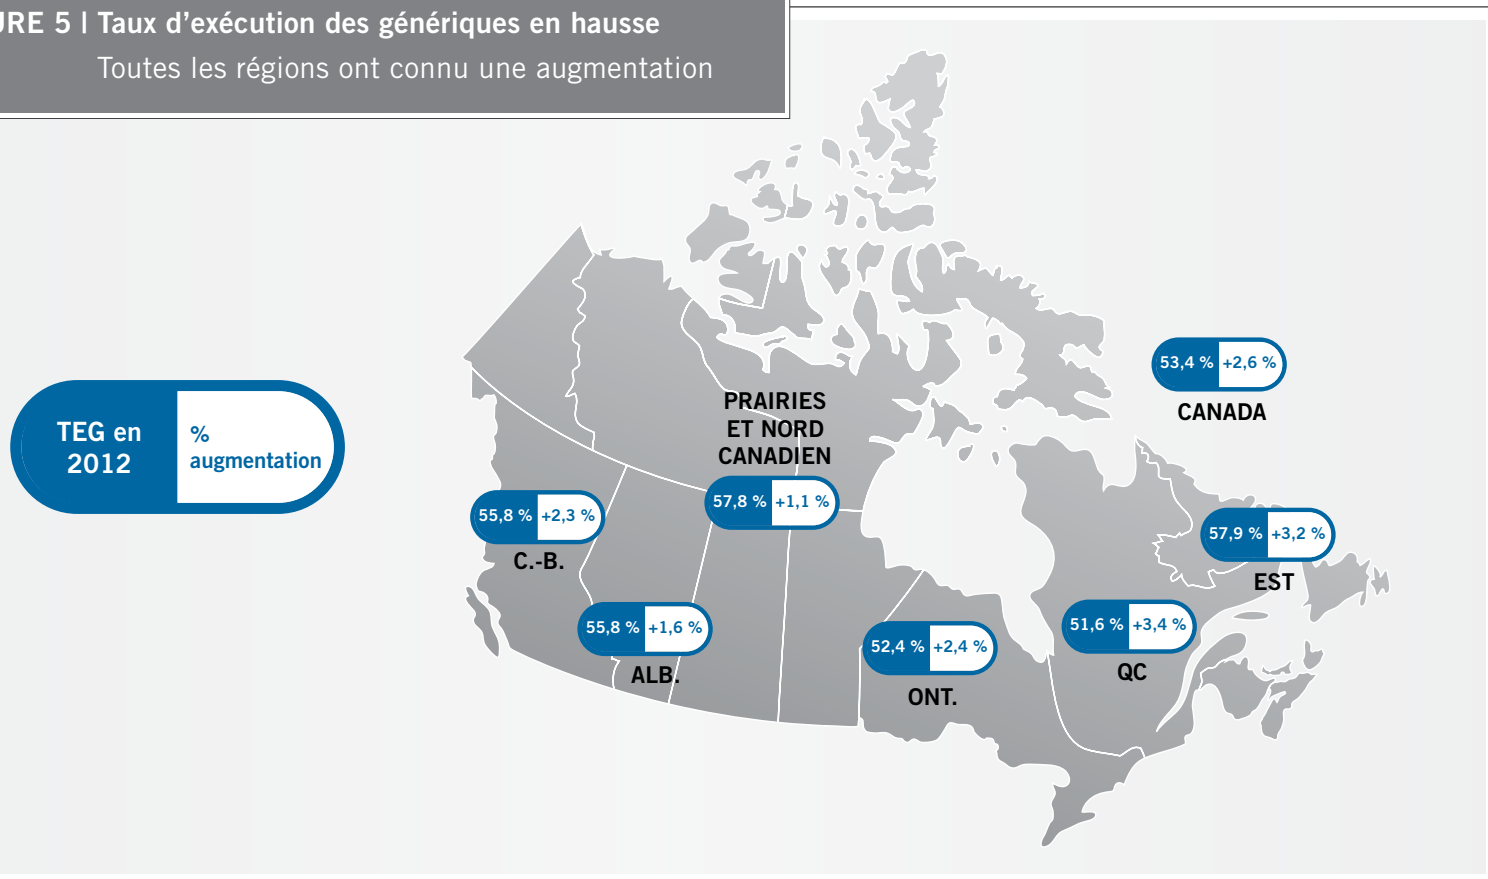 URE 5 | Taux d’exécution des génériques en hausse
Toutes les régions ont connu une augmentation
TEG en
2012
%
augmentation
53,4 % +2,6 %
CANADA
PRAIRIES
ET NORD
CANADIEN
57,8 % +1,1 %
55,8 % +2,3 %
C.-B.
57,9 % +3,2 %
EST
55,8 % +1,6 %
ALB.
52,4 % +2,4 %
ONT.
51,6 % +3,4 %
QC